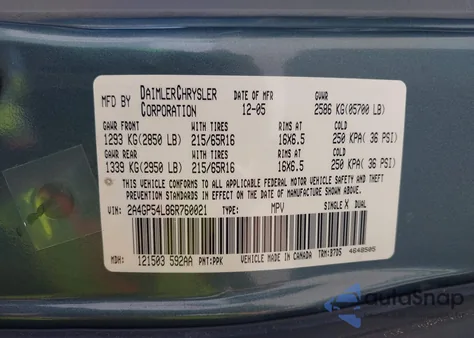 MFD BY DAIMLERCHRYSLER CORPORATION DATE OF MFR 12-05 GVWR 2586 KG(05700 LB)
GAWR FRONT WITH TIRES RIMS AT COLD
1293 KG(2850 LB) 215/65R16 16X6.5 250 KPA( 36 PSI)
GAWR REAR WITH TIRES RIMS AT COLD
1339 KG(2950 LB) 215/65R16 16X6.5 250 KPA( 36 PSI)
THIS VEHICLE CONFORMS TO ALL APPLICABLE FEDERAL MOTOR VEHICLE SAFETY AND
THEFT PREVENTION STANDARDS IN EFFECT ON THE DATE OF MANUFACTURE SHOWN ABOVE.
VEHICLE IN: 2A4GP54L86R760021 TYPE: MPV SINGLE X DUAL
MDH: 121503 592AA PNT:PPK VEHICLE MADE IN CANADA TRM:B7D5 4648505
autoSnap